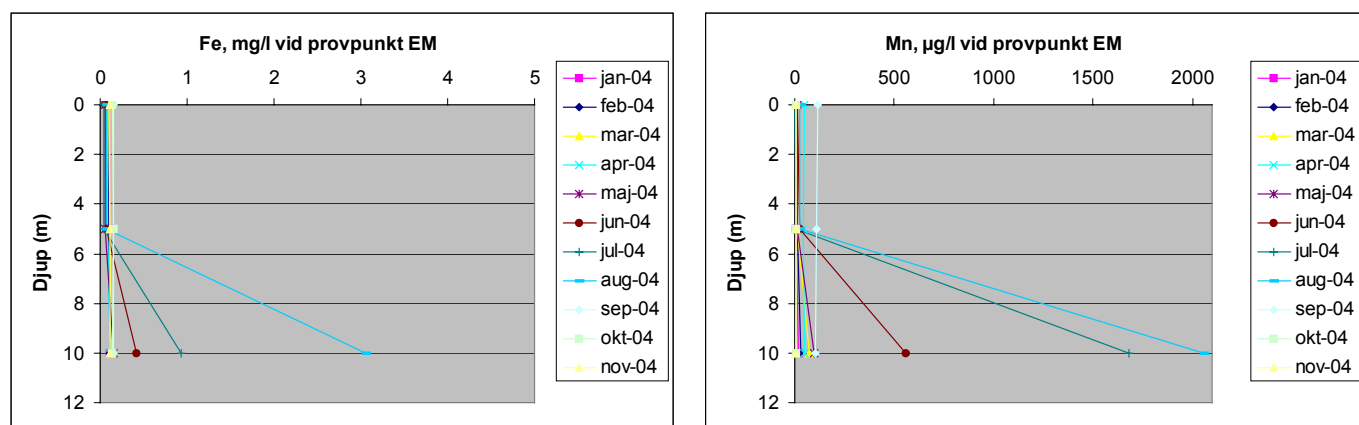 Fe, mg/l vid provpunkt EM
0 1 2 3 4 5
0
2
4
6
8
10
12
Djup (m)
jan-04
feb-04
mar-04
apr-04
maj-04
jun-04
jul-04
aug-04
sep-04
okt-04
nov-04
Mn, µg/l vid provpunkt EM
0 500 1000 1500 2000
0
2
4
6
8
10
12
Djup (m)
jan-04
feb-04
mar-04
apr-04
maj-04
jun-04
jul-04
aug-04
sep-04
okt-04
nov-04